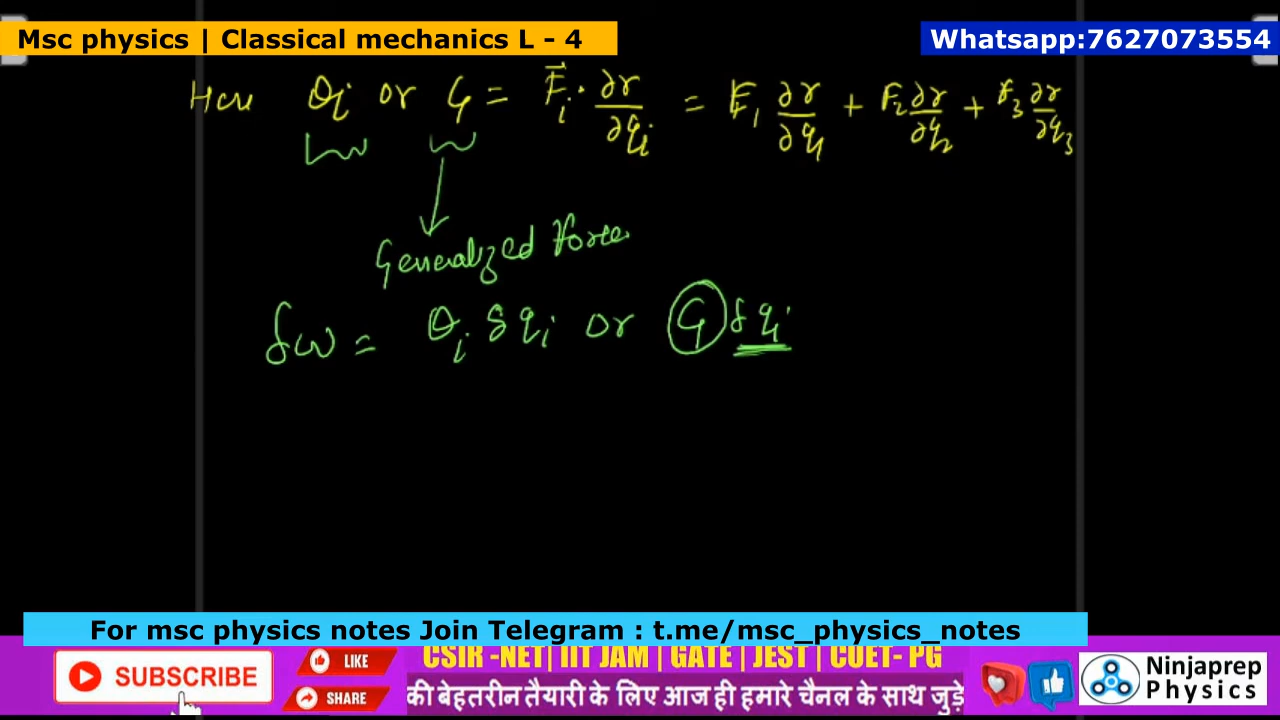 Msc physics | Classical mechanics L - 4
Whatsapp:7627073554
Here Qi or G = F⃗i · ∂r/∂qi = F1 ∂r/∂q1 + F2 ∂r/∂q2 + F3 ∂r/∂q3
Generalized Force
δw = Qi δqi or G δqi
For msc physics notes Join Telegram : t.me/msc_physics_notes
SUBSCRIBE
LIKE
SHARE
CSIR -NET| IIT JAM | GATE | JEST | CUET- PG
की बेहतरीन तैयारी के लिए आज ही हमारे चैनल के साथ जुड़े
Ninjaprep
Physics